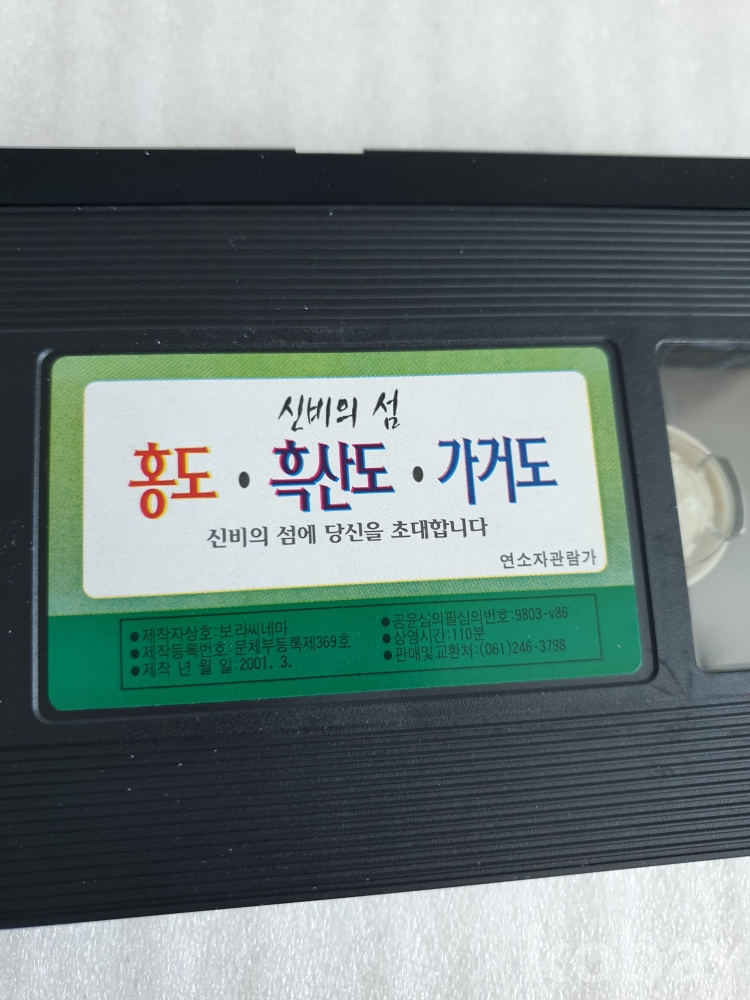 신비의 섬
홍도 · 흑산도 · 가거도
신비의 섬에 당신을 초대합니다
연소자관람가
●제작자상호:보라씨네마
●제작등록번호:문체부등록제369호
●제작 년 월 일:2001. 3.
●공윤심의필심의번호:9803-v86
●상영시간:110분
●판매및교환처:(061)246-3798